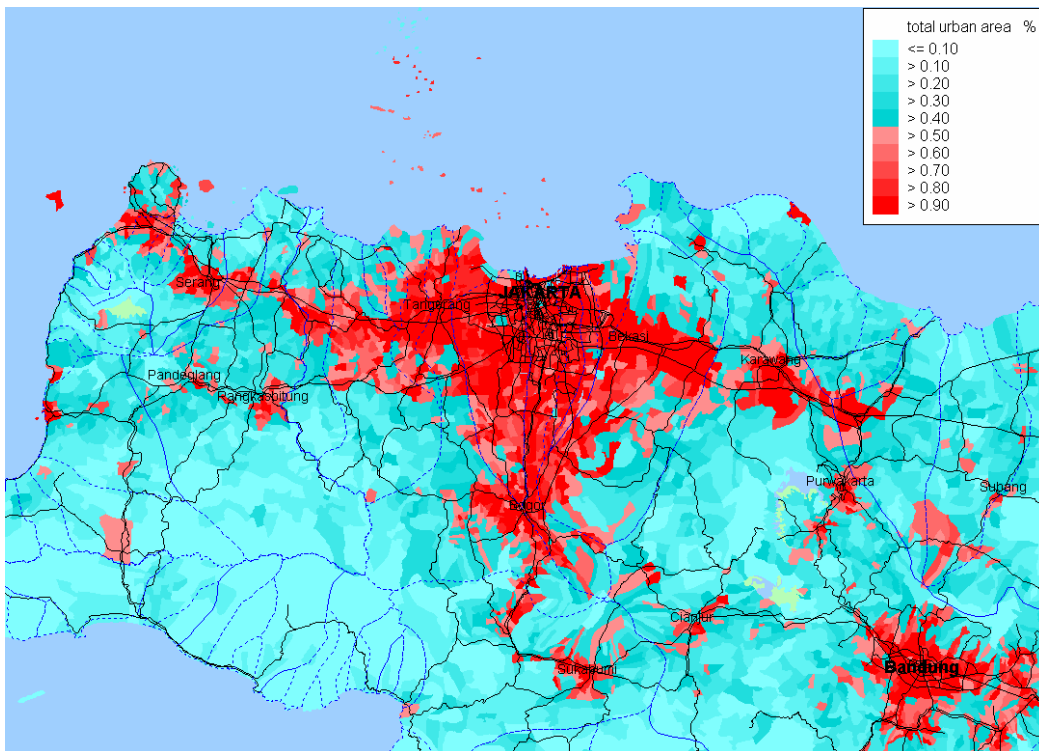 total urban area %
<= 0.10
> 0.10
> 0.20
> 0.30
> 0.40
> 0.50
> 0.60
> 0.70
> 0.80
> 0.90
Serang
Tangerang
JAKARTA
Bekasi
Karawang
Pandeglang
Rangkasbitung
Purwakarta
Subang
Bogor
Cianjur
Sukabumi
Bandung